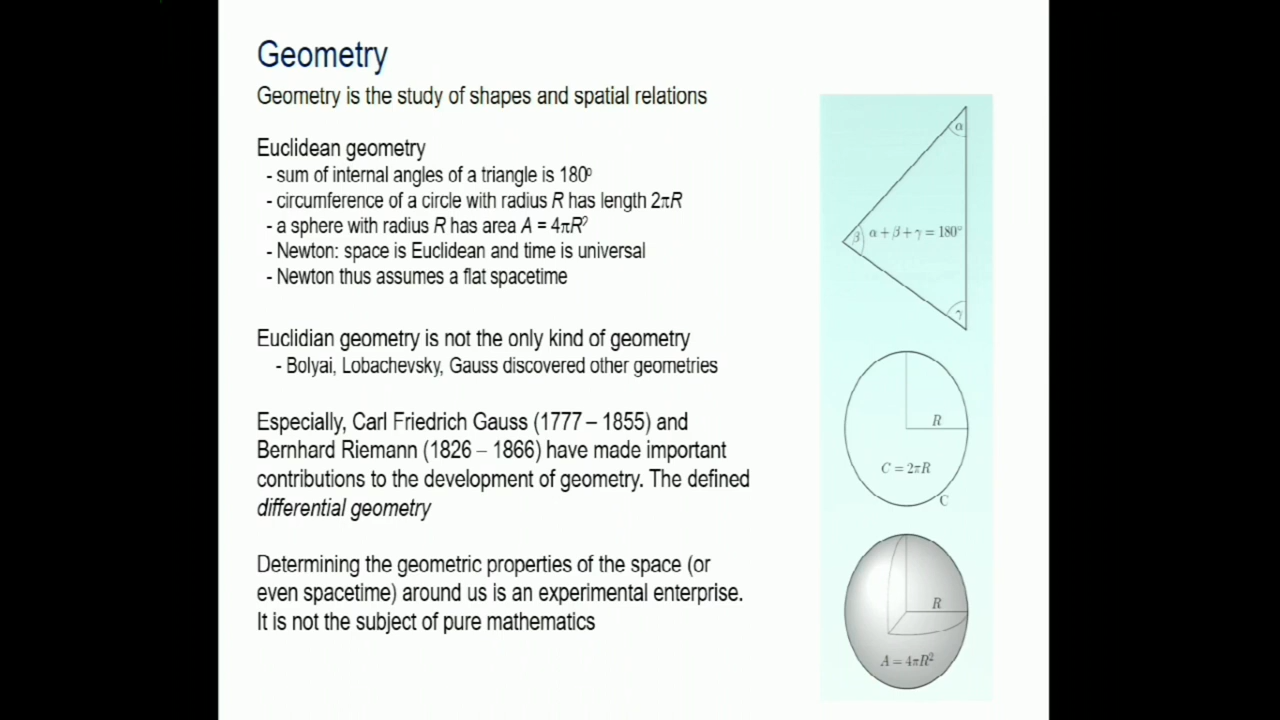 Geometry
Geometry is the study of shapes and spatial relations
Euclidean geometry
- sum of internal angles of a triangle is 180⁰
- circumference of a circle with radius R has length 2πR
- a sphere with radius R has area A = 4πR²
- Newton: space is Euclidean and time is universal
- Newton thus assumes a flat spacetime
Euclidian geometry is not the only kind of geometry
- Bolyai, Lobachevsky, Gauss discovered other geometries
Especially, Carl Friedrich Gauss (1777 – 1855) and
Bernhard Riemann (1826 – 1866) have made important
contributions to the development of geometry. The defined
differential geometry
Determining the geometric properties of the space (or
even spacetime) around us is an experimental enterprise.
It is not the subject of pure mathematics
α
β
α + β + γ = 180°
γ
R
C = 2πR
C
R
A = 4πR²